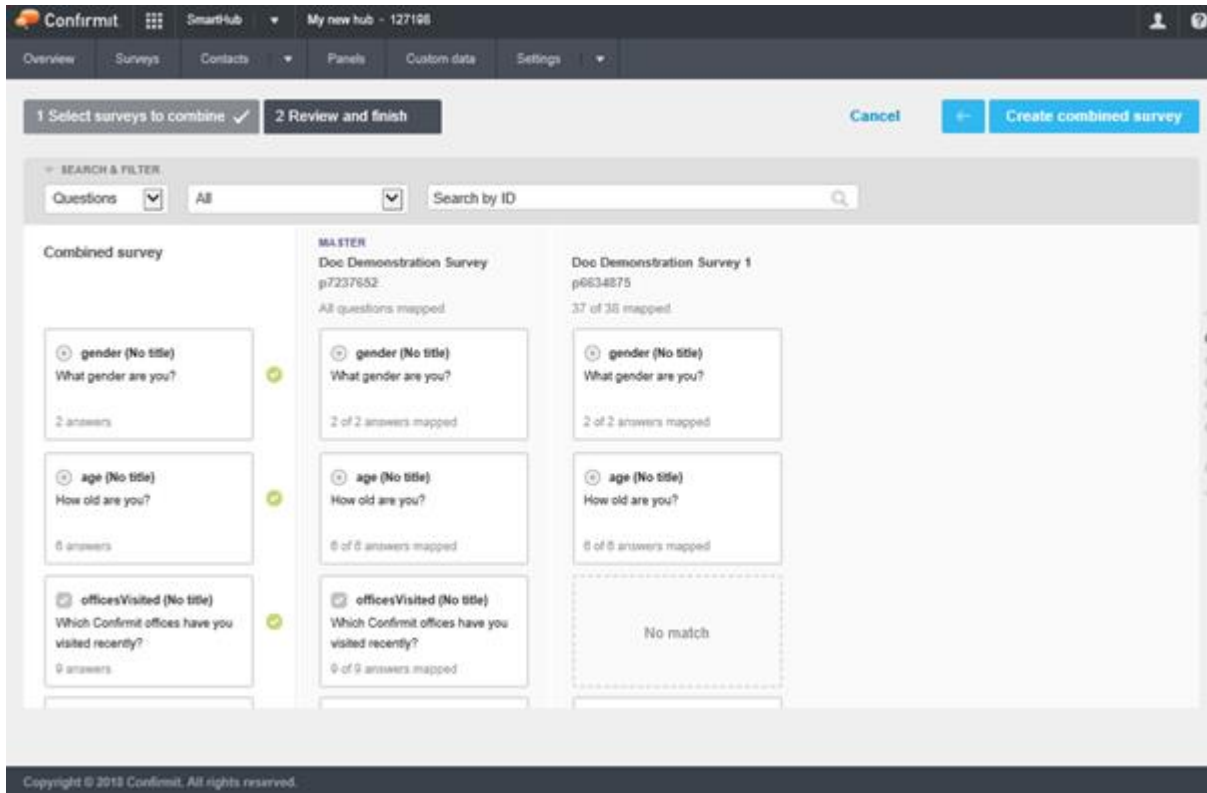 Confirmit SmartHub My new hub - 127198
Overview Surveys Contacts Panels Custom data Settings
1 Select surveys to combine 2 Review and finish Cancel Create combined survey
SEARCH & FILTER
Questions All Search by ID
Combined survey
MASTER
Doc Demonstration Survey
p7237652
All questions mapped
Doc Demonstration Survey 1
p6634875
37 of 38 mapped
gender (No title)
What gender are you?
2 answers
gender (No title)
What gender are you?
2 of 2 answers mapped
gender (No title)
What gender are you?
2 of 2 answers mapped
age (No title)
How old are you?
6 answers
age (No title)
How old are you?
6 of 6 answers mapped
age (No title)
How old are you?
6 of 6 answers mapped
officesVisited (No title)
Which Confirmit offices have you
visited recently?
9 answers
officesVisited (No title)
Which Confirmit offices have you
visited recently?
9 of 9 answers mapped
No match
Copyright © 2018 Confirmit. All rights reserved.